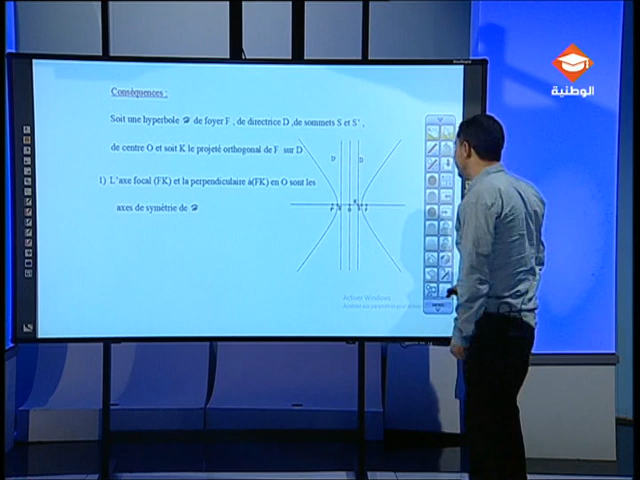 الوطنية
Conséquences :
Soit une hyperbole ℋ de foyer F , de directrice D ,de sommets S et S' ,
de centre O et soit K le projeté orthogonal de F sur D
1) L'axe focal (FK) et la perpendiculaire à(FK) en O sont les
axes de symétrie de ℋ
D' D
Activer Windows